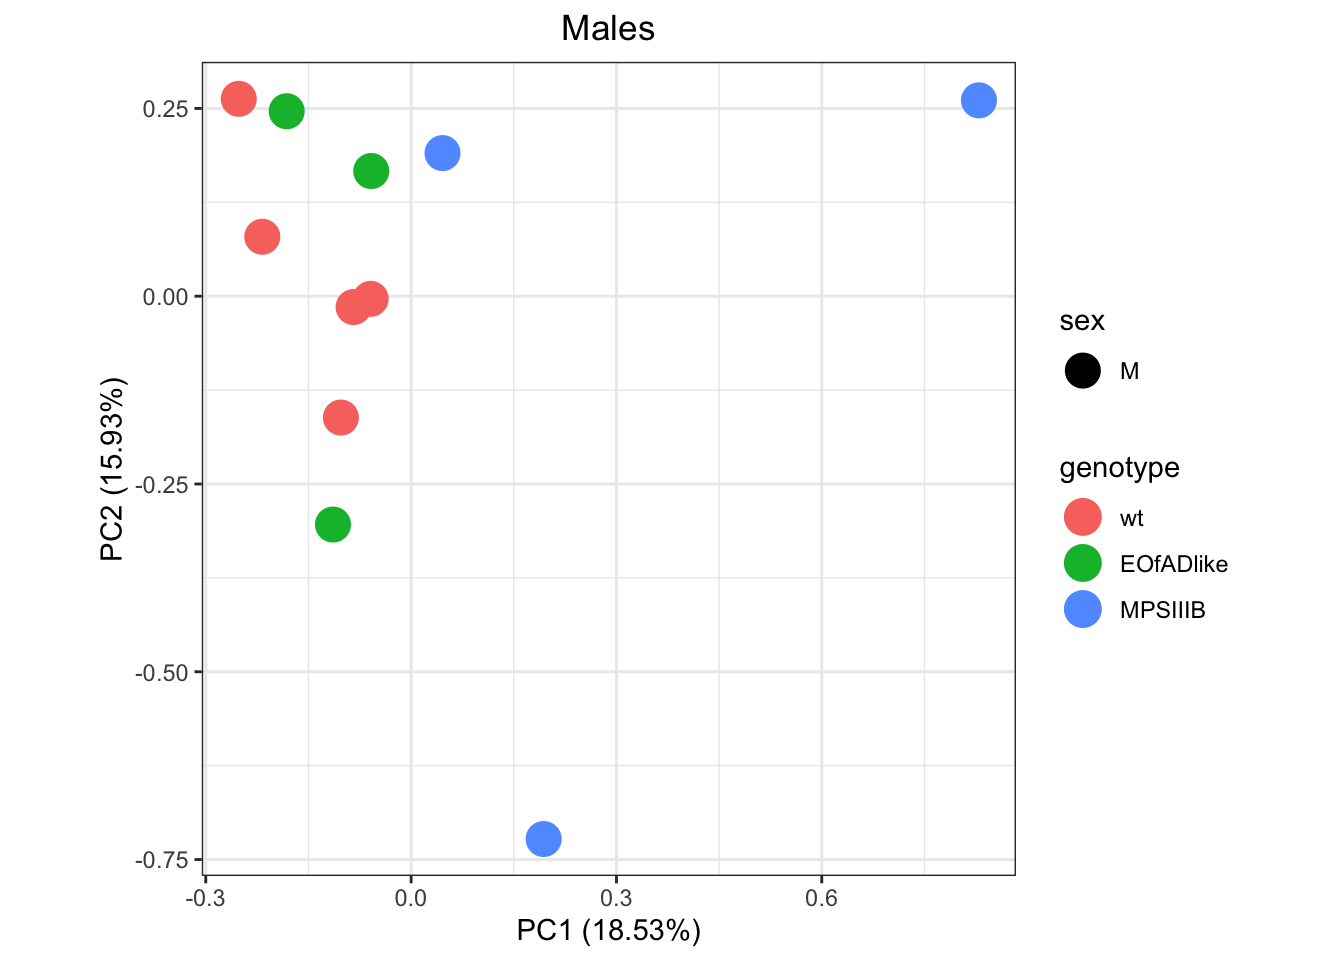 Males
0.25
0.00
-0.25
-0.50
-0.75
PC2 (15.93%)
-0.3
0.0
0.3
0.6
PC1 (18.53%)
sex
M
genotype
wt
EOfADlike
MPSIIIB